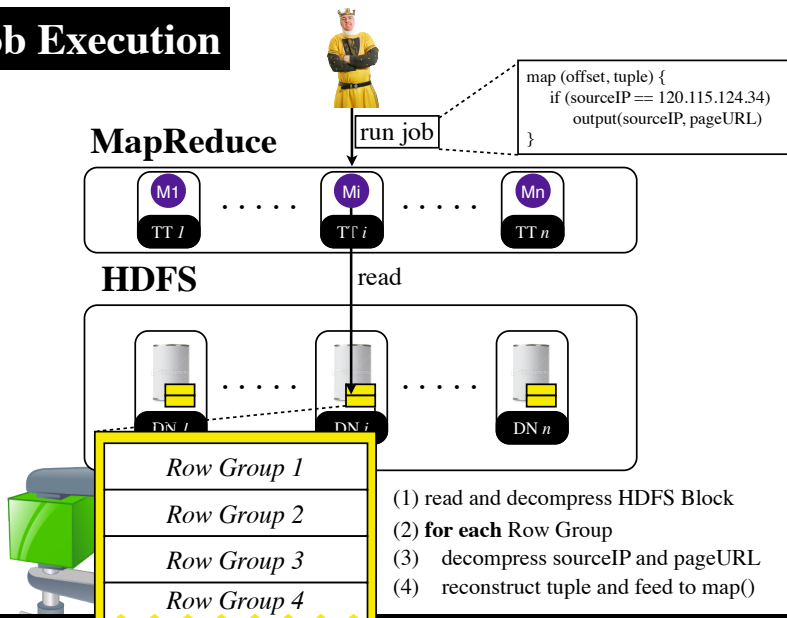 b Execution
map (offset, tuple) {
if (sourceIP == 120.115.124.34)
output(sourceIP, pageURL)
}
run job
MapReduce
M1 . . . . . Mi . . . . . Mn
TT 1 TT i TT n
HDFS
read
. . . . . . . . . .
DN 1 DN i DN n
Row Group 1
Row Group 2
Row Group 3
Row Group 4
(1) read and decompress HDFS Block
(2) for each Row Group
(3) decompress sourceIP and pageURL
(4) reconstruct tuple and feed to map()